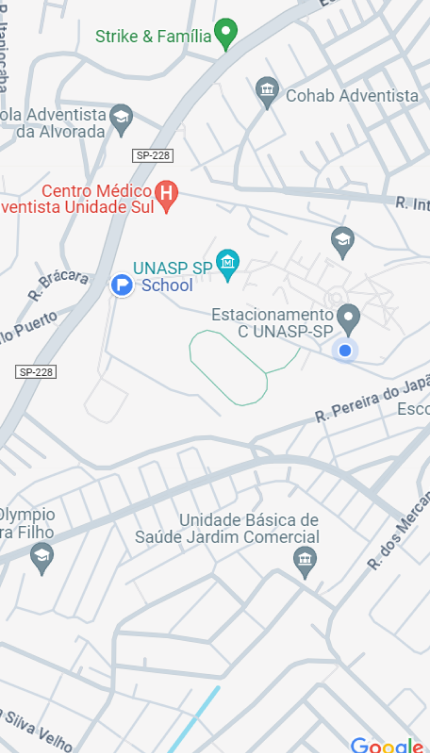 Strike & Família
R. Itapiocaba
Cohab Adventista
ola Adventista
da Alvorada
SP-228
Centro Médico
ventista Unidade Sul
H
R. Int
UNASP SP
School
R. Brácara
Estacionamento
C UNASP-SP
lo Puerto
SP-228
R. Pereira do Japã
Esco
Unidade Básica de
Saúde Jardim Comercial
Olympio
ra Filho
R. dos Mercan
a Silva Velho
Google